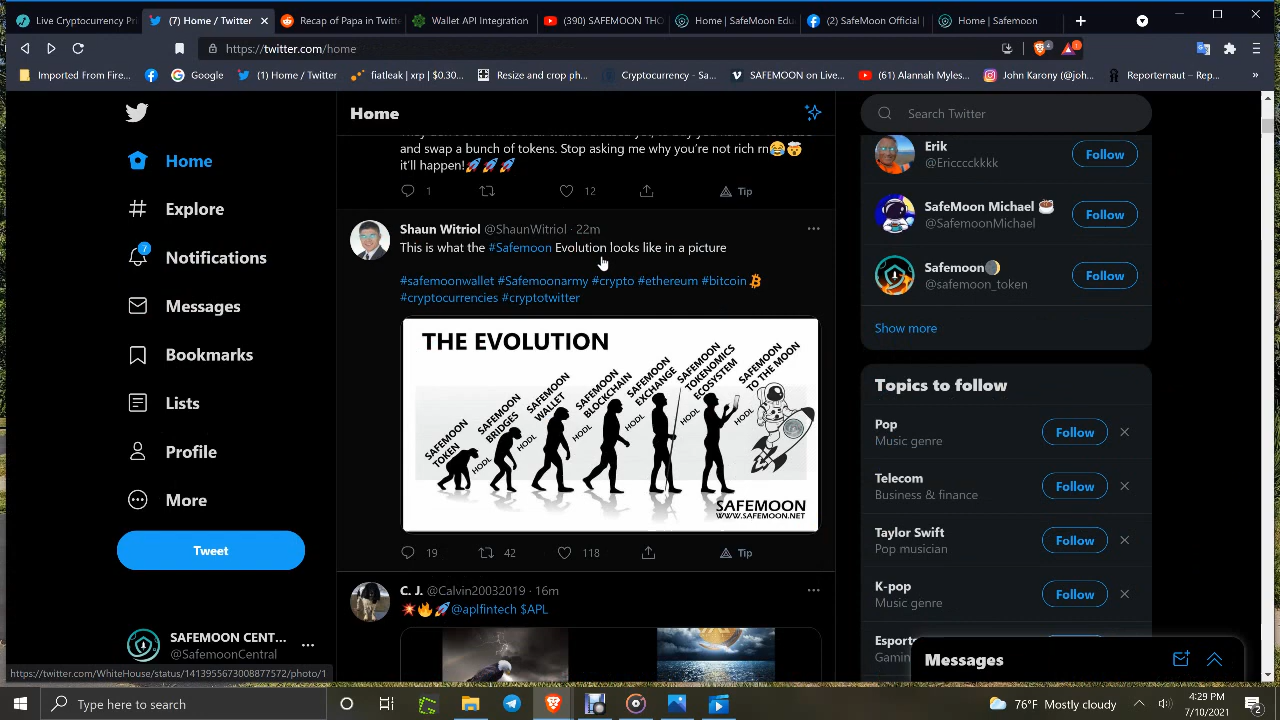 Live Cryptocurrency Pri
(7) Home / Twitter
Recap of Papa in Twitte
Wallet API Integration
(390) SAFEMOON THO
Home | SafeMoon Edu
(2) SafeMoon Official |
Home | Safemoon
https://twitter.com/home
4
1
Imported From Fire...
Google
(1) Home / Twitter
fiatleak | xrp | $0.30...
Resize and crop ph...
Cryptocurrency - Sa...
SAFEMOON on Live...
(61) Alannah Myles...
John Karony (@joh...
Reporternaut – Rep...
»
Home
Explore
7
Notifications
Messages
Bookmarks
Lists
Profile
More
Tweet
SAFEMOON CENT...
@SafemoonCentral
https://twitter.com/WhiteHouse/status/1413955673008877572/photo/1
Home
and swap a bunch of tokens. Stop asking me why you're not rich rn😂🤯
it'll happen!🚀🚀🚀
1
12
Tip
Shaun Witriol @ShaunWitriol · 22m
This is what the #Safemoon Evolution looks like in a picture
#safemoonwallet #Safemoonarmy #crypto #ethereum #bitcoin
#cryptocurrencies #cryptotwitter
THE EVOLUTION
SAFEMOON
TOKEN
HODL
SAFEMOON
BRIDGES
HODL
SAFEMOON
WALLET
HODL
SAFEMOON
BLOCKCHAIN
HODL
SAFEMOON
EXCHANGE
HODL
SAFEMOON
TOKENOMICS
ECOSYSTEM
HODL
SAFEMOON
TO THE MOON
SAFEMOON
WWW.SAFEMOON.NET
19
42
118
Tip
C. J. @Calvin20032019 · 16m
💥🔥🚀@aplfintech $APL
Search Twitter
Erik
@Ericcckkkk
Follow
SafeMoon Michael
@SafemoonMichael
Follow
Safemoon
@safemoon_token
Follow
Show more
Topics to follow
Pop
Music genre
Follow
Telecom
Business & finance
Follow
Taylor Swift
Pop musician
Follow
K-pop
Music genre
Follow
Esport
Gamin
Messages
Type here to search
76°F Mostly cloudy
4:29 PM
7/10/2021
2